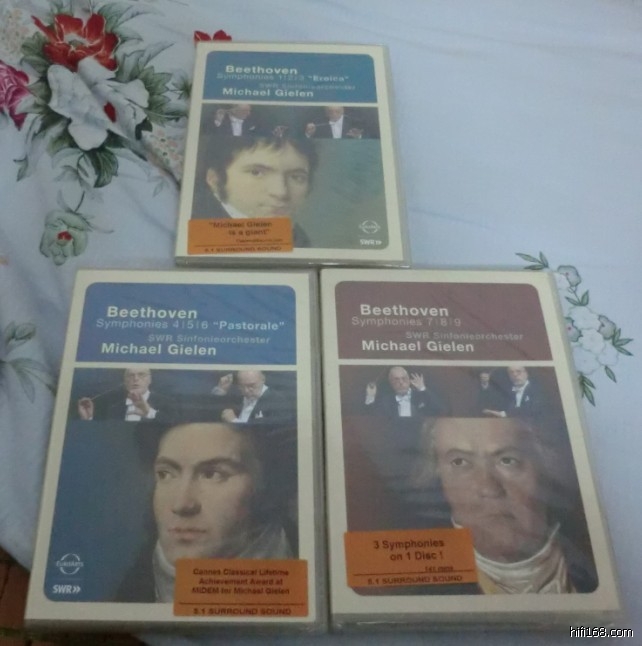 Beethoven
Symphonies 1|2|3 "Eroica"
SWR Sinfonieorchester
Michael Gielen
"Michael Gielen
is a giant"
5.1 SURROUND SOUND
SWR
Beethoven
Symphonies 4|5|6 "Pastorale"
SWR Sinfonieorchester
Michael Gielen
EuroArts
SWR
Cannes Classical Lifetime
Achievement Award at
MIDEM for Michael Gielen
5.1 SURROUND SOUND
Beethoven
Symphonies 7|8|9
SWR Sinfonieorchester
Michael Gielen
3 Symphonies
on 1 Disc !
5.1 SURROUND SOUND
hifi168.com